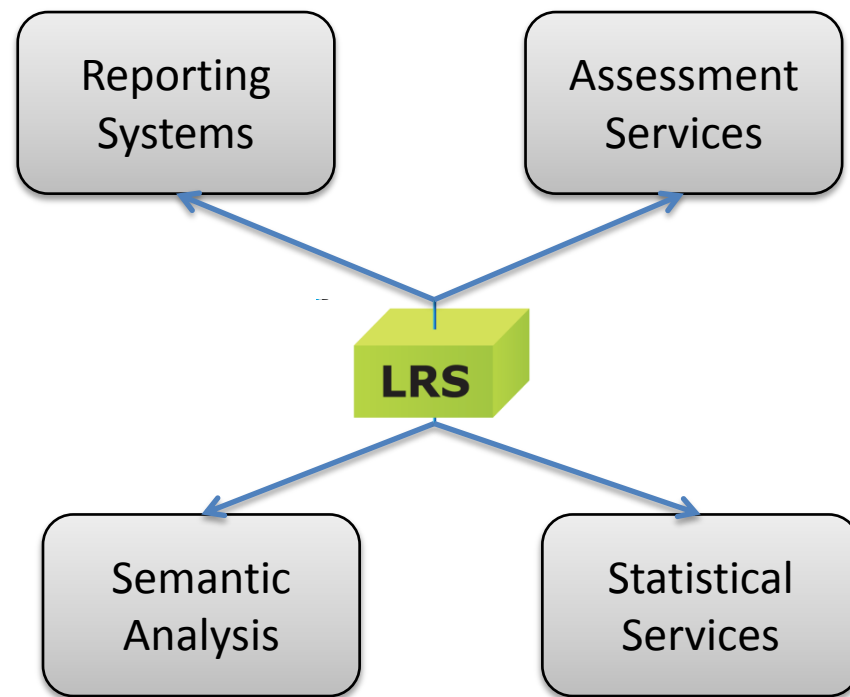 Reporting
Systems
Assessment
Services
LRS
Semantic
Analysis
Statistical
Services